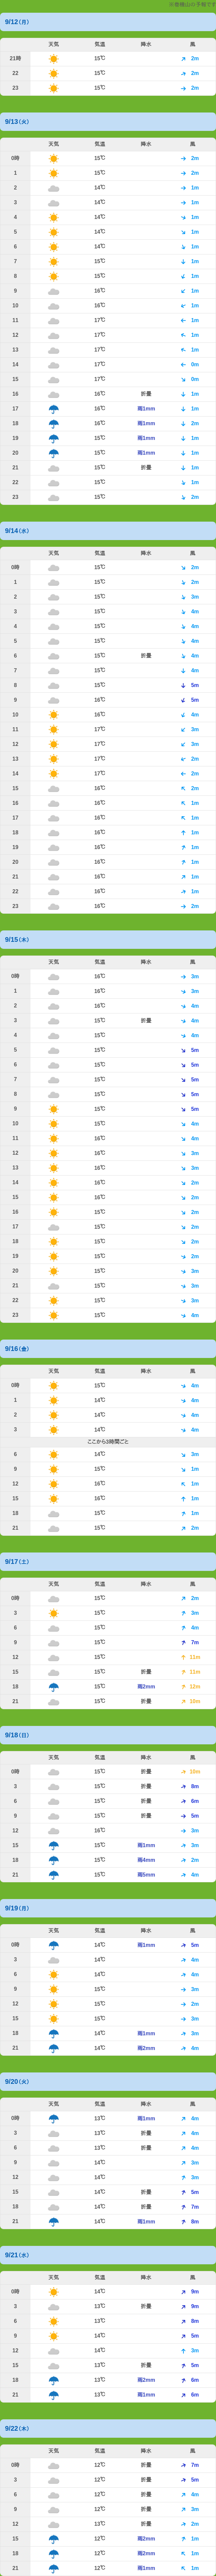 9/12(月)
天気 気温 降水 風
21時 15℃ 2m
22 15℃ 2m
23 15℃ 2m
9/13(火)
天気 気温 降水 風
0時 15℃ 2m
1 15℃ 2m
2 14℃ 1m
3 14℃ 1m
4 14℃ 1m
5 14℃ 1m
6 14℃ 1m
7 15℃ 1m
8 15℃ 1m
9 16℃ 1m
10 16℃ 1m
11 17℃ 1m
12 17℃ 1m
13 17℃ 1m
14 17℃ 0m
15 17℃ 0m
16 16℃ 折畳 1m
17 16℃ 雨1mm 1m
18 16℃ 雨1mm 2m
19 15℃ 雨1mm 1m
20 15℃ 雨1mm 1m
21 15℃ 折畳 1m
22 15℃ 1m
23 15℃ 2m
9/14(水)
天気 気温 降水 風
0時 15℃ 2m
1 15℃ 2m
2 15℃ 3m
3 15℃ 4m
4 15℃ 4m
5 15℃ 4m
6 15℃ 折畳 4m
7 15℃ 4m
8 15℃ 5m
9 16℃ 5m
10 16℃ 4m
11 17℃ 3m
12 17℃ 3m
13 17℃ 2m
14 17℃ 2m
15 16℃ 2m
16 16℃ 1m
17 16℃ 1m
18 16℃ 1m
19 16℃ 1m
20 16℃ 1m
21 16℃ 1m
22 16℃ 1m
23 16℃ 2m
9/15(木)
天気 気温 降水 風
0時 16℃ 3m
1 16℃ 3m
2 16℃ 4m
3 15℃ 折畳 4m
4 15℃ 4m
5 15℃ 5m
6 15℃ 5m
7 15℃ 5m
8 15℃ 5m
9 15℃ 5m
10 15℃ 4m
11 16℃ 4m
12 16℃ 3m
13 16℃ 3m
14 16℃ 2m
15 16℃ 2m
16 15℃ 2m
17 16℃ 2m
18 15℃ 2m
19 15℃ 2m
20 15℃ 3m
21 15℃ 3m
22 15℃ 3m
23 15℃ 4m
9/16(金)
天気 気温 降水 風
0時 15℃ 4m
1 14℃ 4m
2 14℃ 4m
3 14℃ 4m
ここから3時間ごと
6 14℃ 3m
9 15℃ 1m
12 16℃ 1m
15 16℃ 1m
18 15℃ 1m
21 15℃ 2m
9/17(土)
天気 気温 降水 風
0時 15℃ 2m
3 15℃ 3m
6 15℃ 4m
9 15℃ 7m
12 15℃ 11m
15 15℃ 折畳 11m
18 15℃ 雨2mm 12m
21 15℃ 折畳 10m
9/18(日)
天気 気温 降水 風
0時 15℃ 折畳 10m
3 15℃ 折畳 8m
6 15℃ 折畳 6m
9 15℃ 折畳 5m
12 16℃ 3m
15 15℃ 雨1mm 3m
18 15℃ 雨4mm 2m
21 15℃ 雨5mm 4m
9/19(月)
天気 気温 降水 風
0時 14℃ 雨1mm 5m
3 14℃ 4m
6 14℃ 4m
9 15℃ 3m
12 15℃ 2m
15 15℃ 3m
18 14℃ 雨1mm 3m
21 14℃ 雨2mm 4m
9/20(火)
天気 気温 降水 風
0時 13℃ 雨1mm 4m
3 13℃ 折畳 4m
6 13℃ 折畳 4m
9 14℃ 3m
12 14℃ 3m
15 14℃ 折畳 5m
18 14℃ 折畳 7m
21 13℃ 雨1mm 8m
9/21(水)
天気 気温 降水 風
0時 14℃ 9m
3 13℃ 折畳 9m
6 13℃ 8m
9 14℃ 5m
12 14℃ 3m
15 13℃ 折畳 5m
18 13℃ 雨2mm 6m
21 13℃ 雨1mm 6m
9/22(木)
天気 気温 降水 風
0時 12℃ 折畳 7m
3 12℃ 折畳 5m
6 12℃ 折畳 4m
9 12℃ 折畳 3m
12 13℃ 折畳 2m
15 12℃ 雨2mm 1m
18 12℃ 雨2mm 1m
21 12℃ 雨1mm 1m